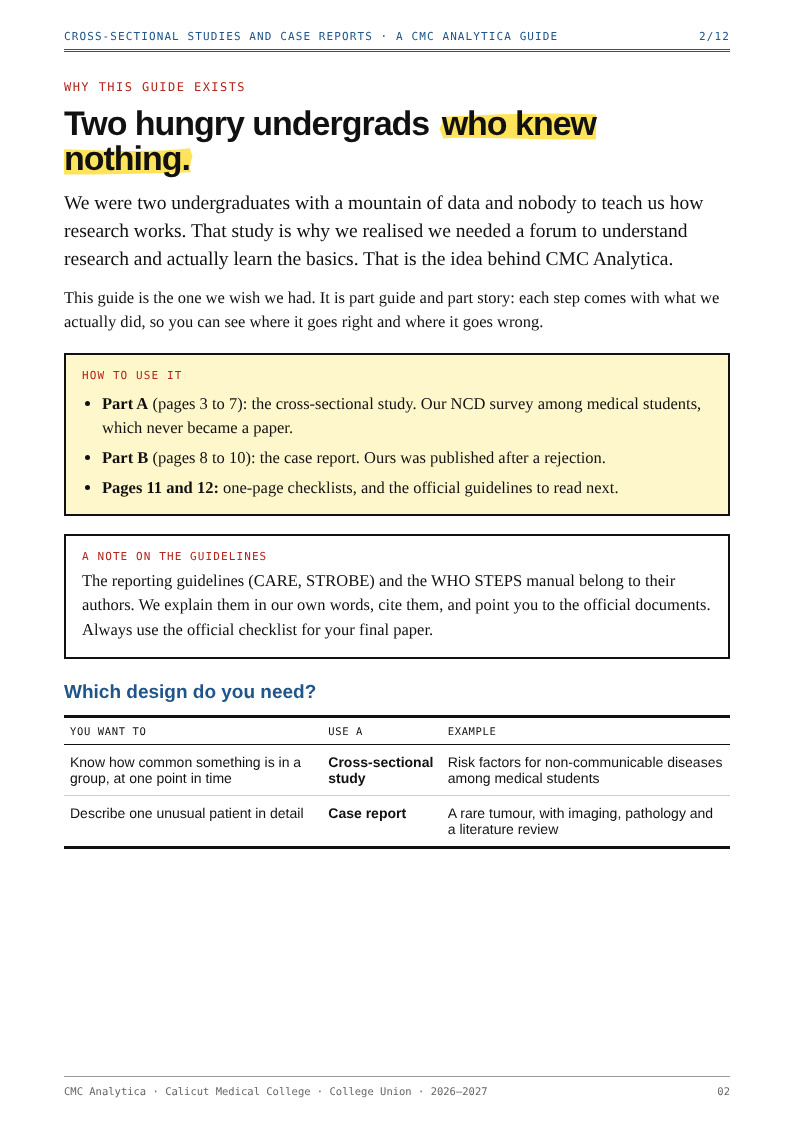 CROSS-SECTIONAL STUDIES AND CASE REPORTS · A CMC ANALYTICA GUIDE 2/12
WHY THIS GUIDE EXISTS
Two hungry undergrads who knew
nothing.
We were two undergraduates with a mountain of data and nobody to teach us how
research works. That study is why we realised we needed a forum to understand
research and actually learn the basics. That is the idea behind CMC Analytica.
This guide is the one we wish we had. It is part guide and part story: each step comes with what we
actually did, so you can see where it goes right and where it goes wrong.
HOW TO USE IT
• Part A (pages 3 to 7): the cross-sectional study. Our NCD survey among medical students,
which never became a paper.
• Part B (pages 8 to 10): the case report. Ours was published after a rejection.
• Pages 11 and 12: one-page checklists, and the official guidelines to read next.
A NOTE ON THE GUIDELINES
The reporting guidelines (CARE, STROBE) and the WHO STEPS manual belong to their
authors. We explain them in our own words, cite them, and point you to the official documents.
Always use the official checklist for your final paper.
Which design do you need?
YOU WANT TO USE A EXAMPLE
Know how common something is in a Cross-sectional Risk factors for non-communicable diseases
group, at one point in time study among medical students
Describe one unusual patient in detail Case report A rare tumour, with imaging, pathology and
a literature review
CMC Analytica · Calicut Medical College · College Union · 2026–2027 02